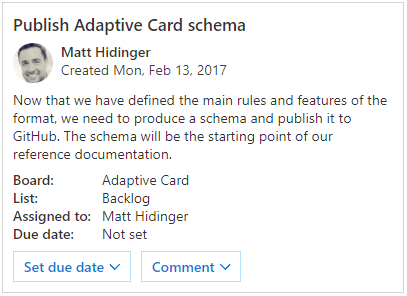 Publish Adaptive Card schema
Matt Hidinger
Created Mon, Feb 13, 2017
Now that we have defined the main rules and features of the
format, we need to produce a schema and publish it to
GitHub. The schema will be the starting point of our
reference documentation.
Board: Adaptive Card
List: Backlog
Assigned to: Matt Hidinger
Due date: Not set
Set due date Comment